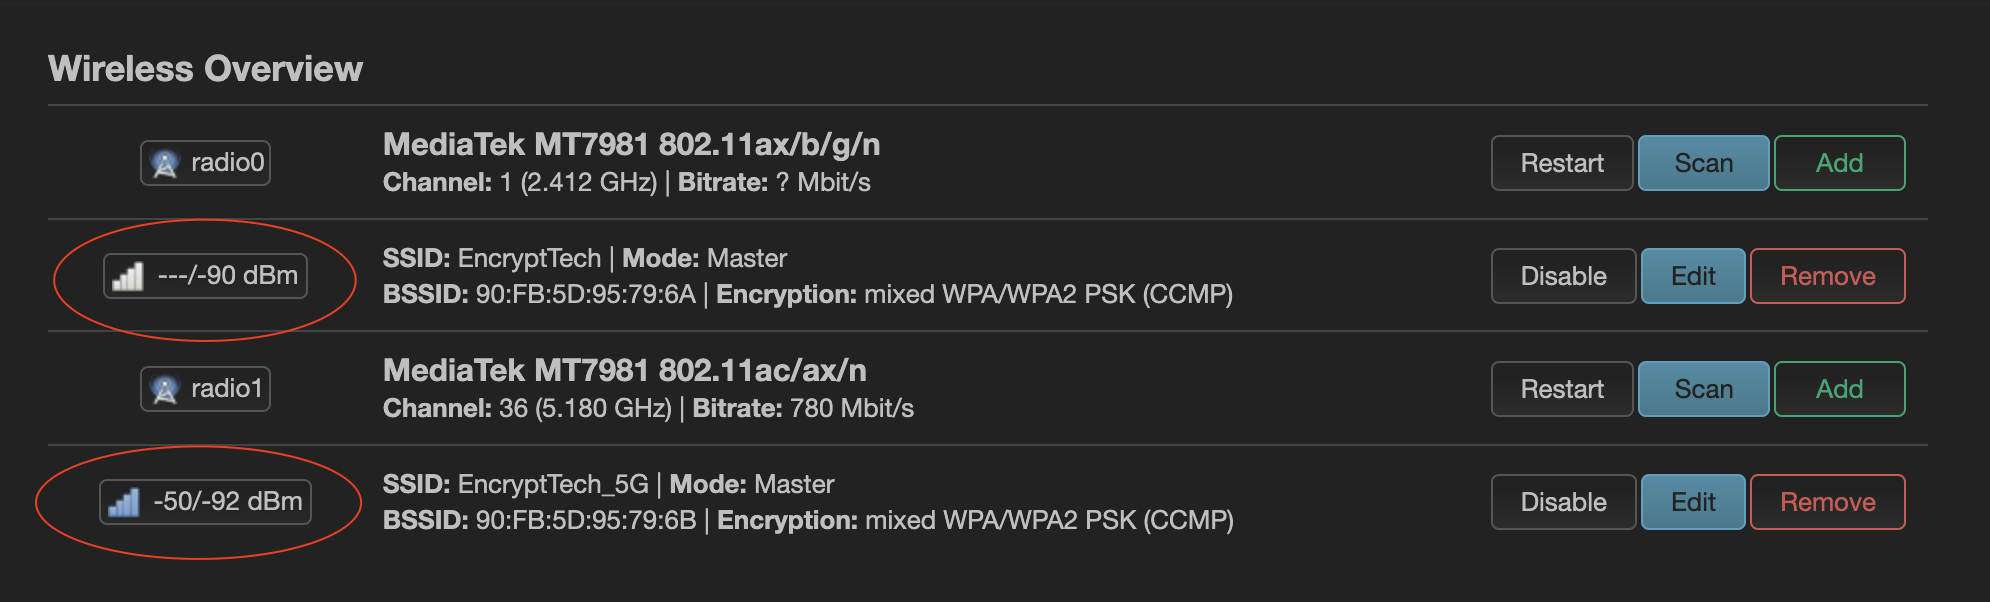 Wireless Overview
radio0
MediaTek MT7981 802.11ax/b/g/n
Channel: 1 (2.412 GHz) | Bitrate: ? Mbit/s
Restart Scan Add
---/-90 dBm
SSID: EncryptTech | Mode: Master
BSSID: 90:FB:5D:95:79:6A | Encryption: mixed WPA/WPA2 PSK (CCMP)
Disable Edit Remove
radio1
MediaTek MT7981 802.11ac/ax/n
Channel: 36 (5.180 GHz) | Bitrate: 780 Mbit/s
Restart Scan Add
-50/-92 dBm
SSID: EncryptTech_5G | Mode: Master
BSSID: 90:FB:5D:95:79:6B | Encryption: mixed WPA/WPA2 PSK (CCMP)
Disable Edit Remove